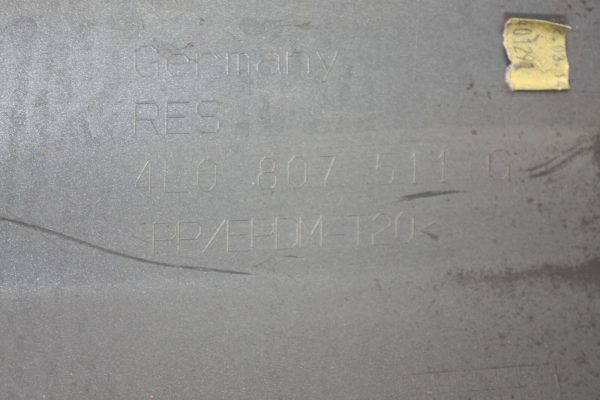 Germany
RES
4L0 807 511 G
>PP/EPDM-T20<